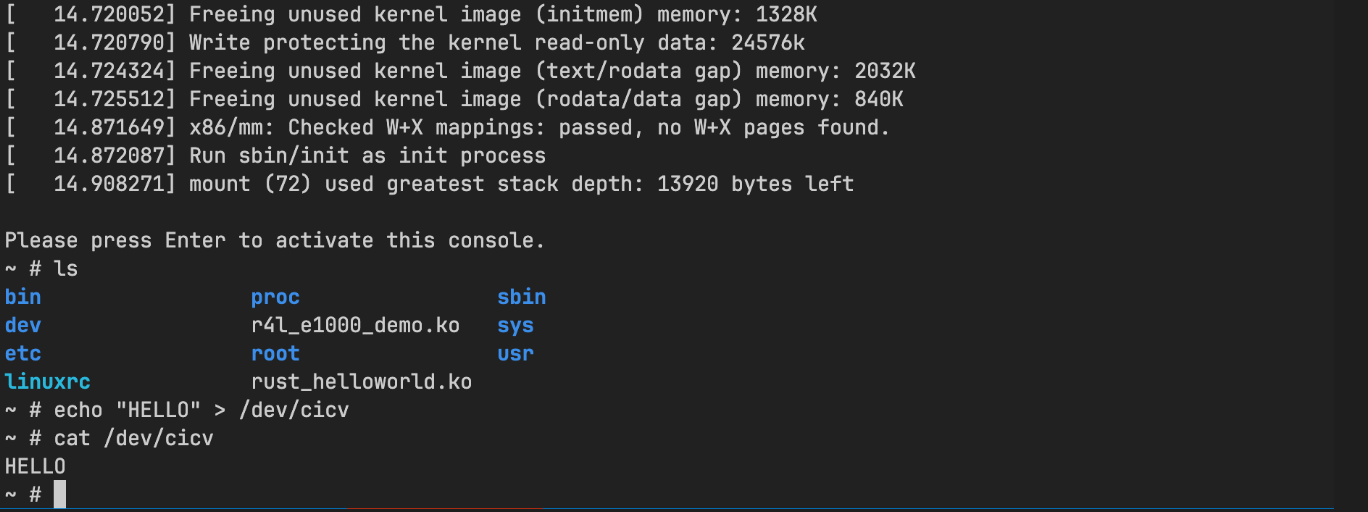 [   14.720052] Freeing unused kernel image (initmem) memory: 1328K
[   14.720790] Write protecting the kernel read-only data: 24576k
[   14.724324] Freeing unused kernel image (text/rodata gap) memory: 2032K
[   14.725512] Freeing unused kernel image (rodata/data gap) memory: 840K
[   14.871649] x86/mm: Checked W+X mappings: passed, no W+X pages found.
[   14.872087] Run sbin/init as init process
[   14.908271] mount (72) used greatest stack depth: 13920 bytes left
Please press Enter to activate this console.
~ # ls
bin                 proc                sbin
dev                 r4l_e1000_demo.ko   sys
etc                 root                usr
linuxrc             rust_helloworld.ko
~ # echo "HELLO" > /dev/cicv
~ # cat /dev/cicv
HELLO
~ #